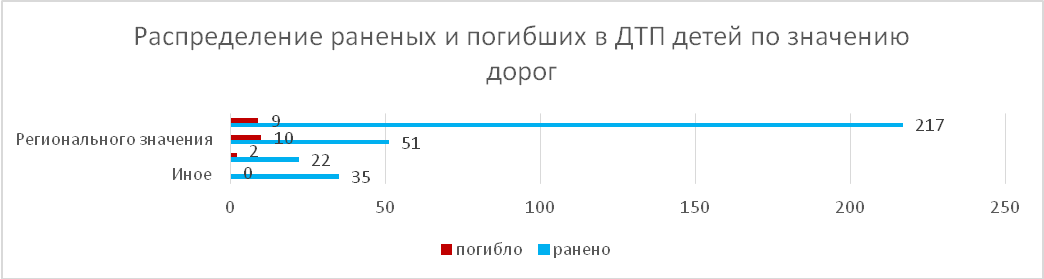 Распределение раненых и погибших в ДТП детей по значению
дорог
9
217
Регионального значения
10
51
2
22
Иное
0
35
0 50 100 150 200 250
погибло ранено